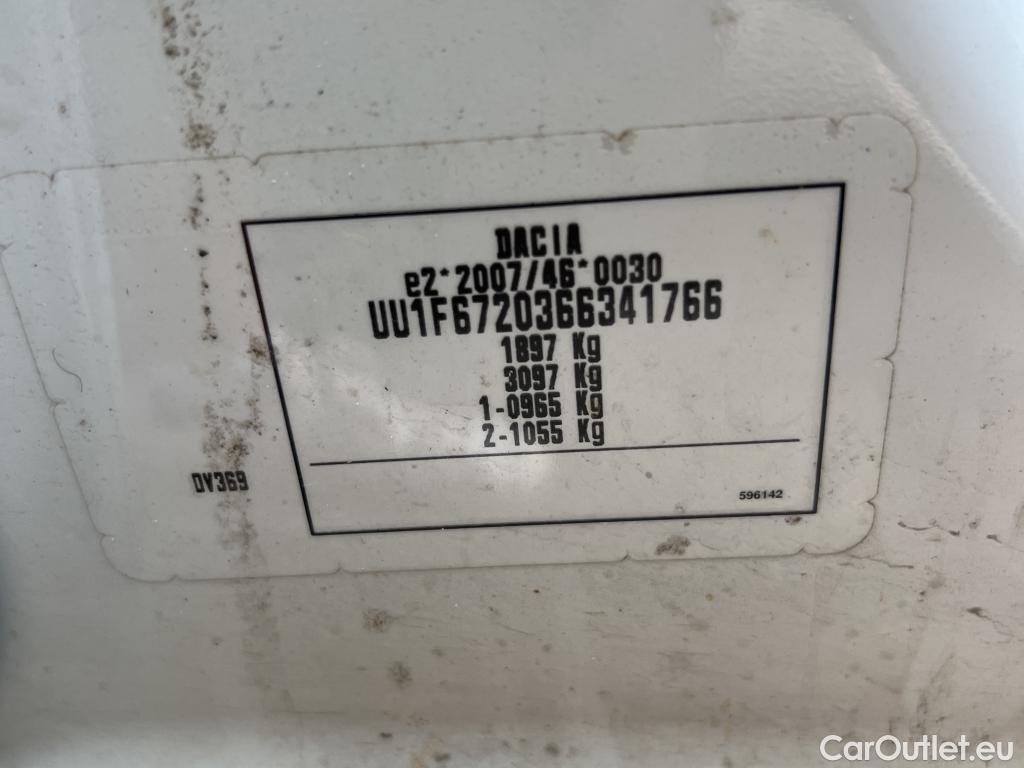 DACIA
e2*2007/46*0030
UU1F6720366341766
1897 Kg
3097 Kg
1-0965 Kg
2-1055 Kg
DV369
596142
CarOutlet.eu